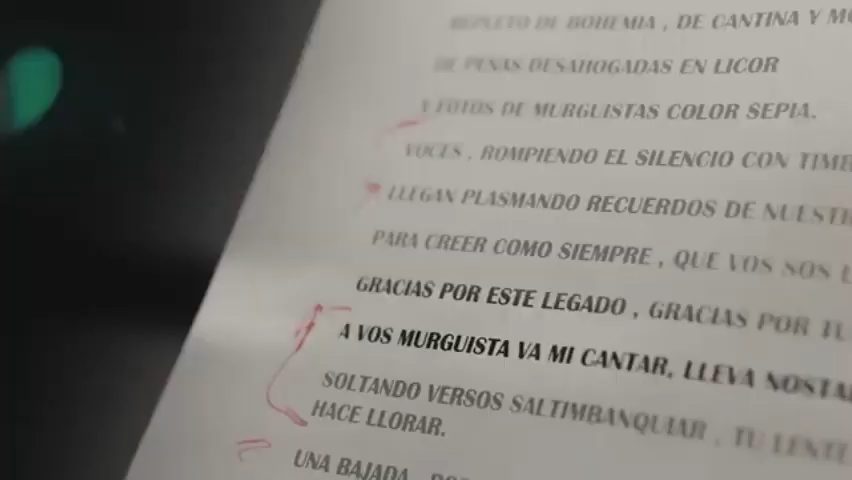 REPLETO DE BOHEMIA , DE CANTINA Y
DE PENAS DESAHOGADAS EN LICOR
Y FOTOS DE MURGUISTAS COLOR SEPIA.
VOCES , ROMPIENDO EL SILENCIO CON
LLEGAN PLASMANDO RECUERDOS DE
PARA CREER COMO SIEMPRE , QUE VOS SOS
GRACIAS POR ESTE LEGADO , GRACIAS POR
A VOS MURGUISTA VA MI CANTAR, LLEVA
SOLTANDO VERSOS SALTIMBANQUIAR , TU
HACE LLORAR.
UNA BAJADA ,